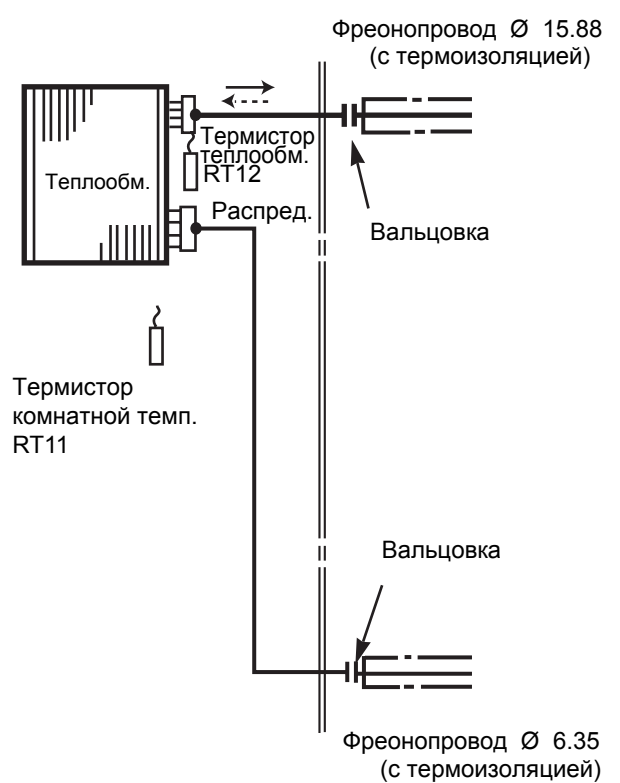 Фреонопровод Ø 15.88
(с термоизоляцией)
Термистор
теплообм.
RT12
Теплообм.
Распред.
Вальцовка
Термистор
комнатной темп.
RT11
Вальцовка
Фреонопровод Ø 6.35
(с термоизоляцией)